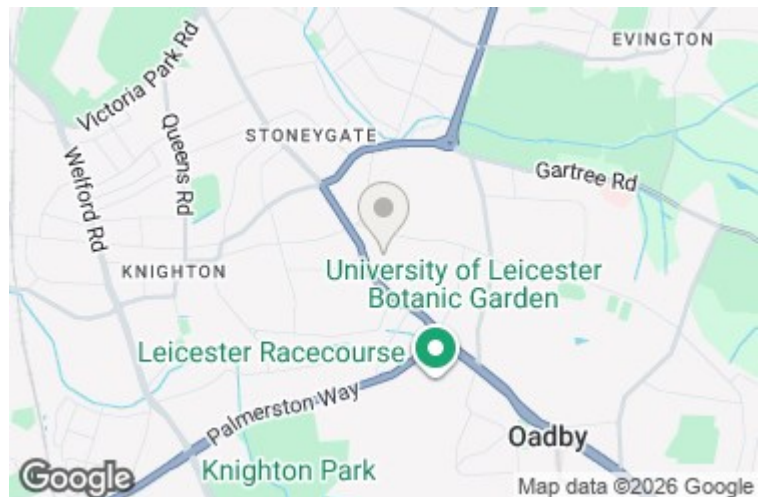 EVINGTON
Victoria Park Rd
STONEYGATE
Queens Rd
Welford Rd
Gartree Rd
KNIGHTON
University of Leicester
Botanic Garden
Leicester Racecourse
Palmerston Way
Oadby
Knighton Park
Google
Map data ©2026 Google